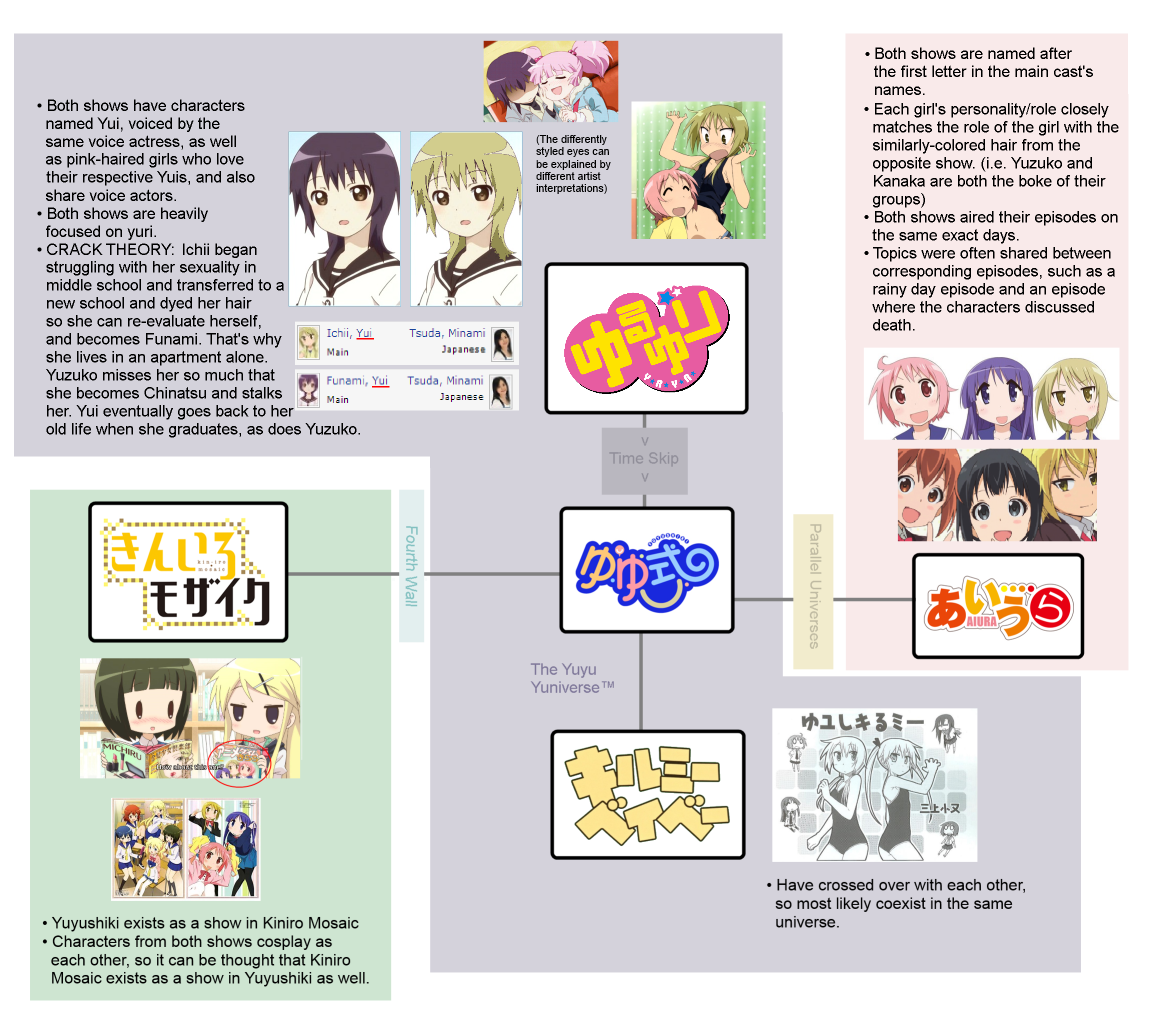 • Both shows have characters
named Yui, voiced by the
same voice actress, as well
as pink-haired girls who love
their respective Yuis, and also
share voice actors.
• Both shows are heavily
focused on yuri.
• CRACK THEORY: Ichii began
struggling with her sexuality in
middle school and transferred to a
new school and dyed her hair
so she can re-evaluate herself,
and becomes Funami. That's why
she lives in an apartment alone.
Yuzuko misses her so much that
she becomes Chinatsu and stalks
her. Yui eventually goes back to her
old life when she graduates, as does Yuzuko.
(The differently
styled eyes can
be explained by
different artist
interpretations)
Ichii, Yui Tsuda, Minami
Main Japanese
Funami, Yui Tsuda, Minami
Main Japanese
ゆるゆり
v
Time Skip
v
• Both shows are named after
the first letter in the main cast's
names.
• Each girl's personality/role closely
matches the role of the girl with the
similarly-colored hair from the
opposite show. (i.e. Yuzuko and
Kanaka are both the boke of their
groups)
• Both shows aired their episodes on
the same exact days.
• Topics were often shared between
corresponding episodes, such as a
rainy day episode and an episode
where the characters discussed
death.
きんいろ
kin-iro
mosaic
モザイク
Fourth Wall
ゆゆ式
Parallel Universes
あいうら
AIURA
The Yuyu
Yuniverse™
キルミー
ベイベー
ゆユしキるミー
三上小又
• Have crossed over with each other,
so most likely coexist in the same
universe.
MICHIRU
How about this one?
• Yuyushiki exists as a show in Kiniro Mosaic
• Characters from both shows cosplay as
each other, so it can be thought that Kiniro
Mosaic exists as a show in Yuyushiki as well.